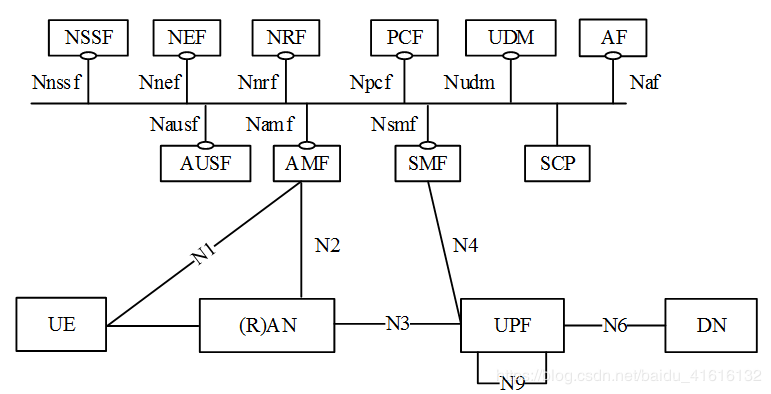 NSSF NEF NRF PCF UDM AF
Nnssf Nnef Nnrf Npcf Nudm Naf
Nausf Namf Nsmf
AUSF AMF SMF SCP
N1 N2 N4
UE (R)AN N3 UPF N6 DN
N9
https://blog.csdn.net/baidu_41616132